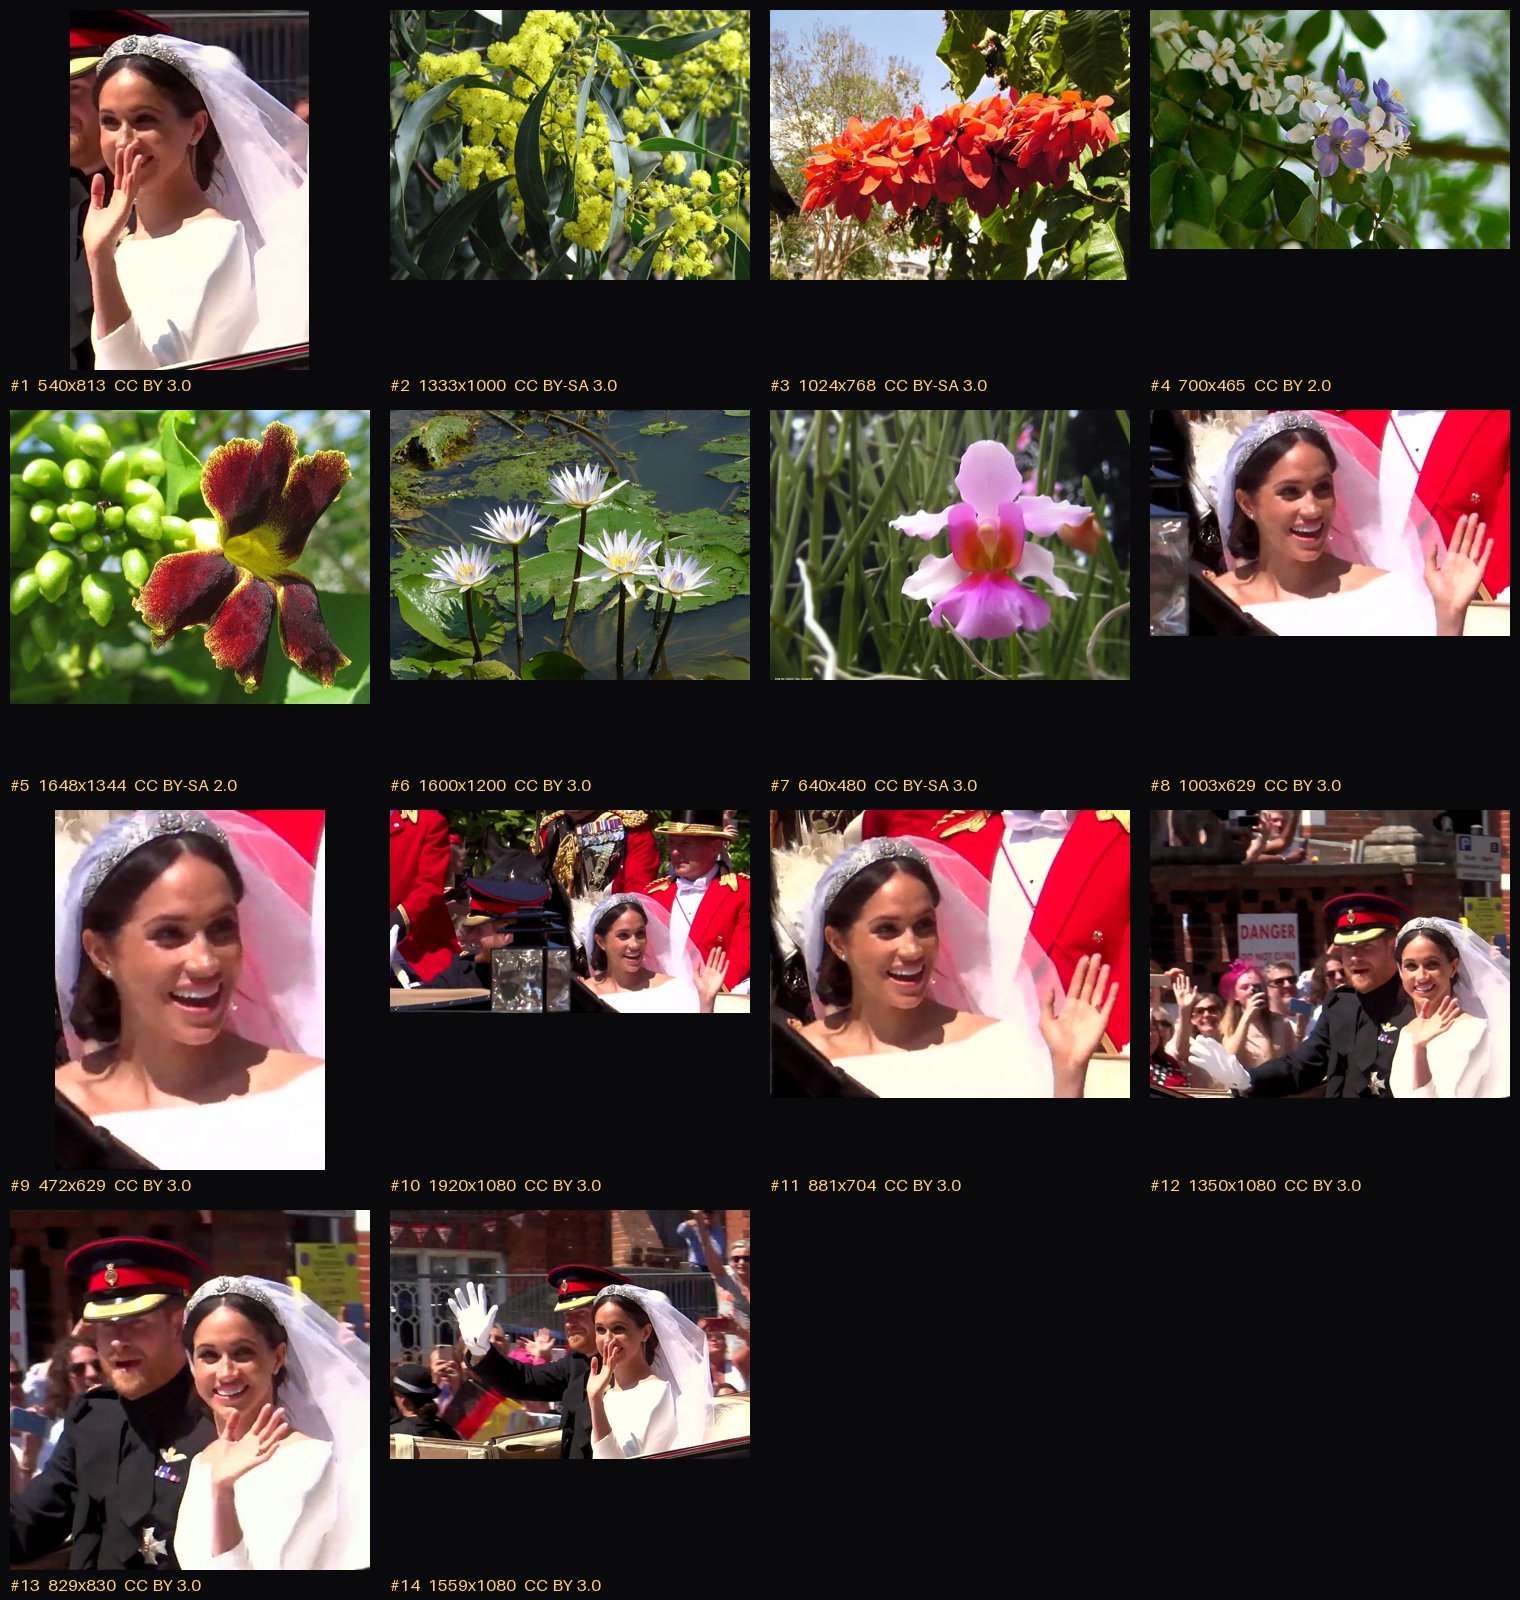 #1 540x813 CC BY 3.0
#2 1333x1000 CC BY-SA 3.0
#3 1024x768 CC BY-SA 3.0
#4 700x465 CC BY 2.0
#5 1648x1344 CC BY-SA 2.0
#6 1600x1200 CC BY 3.0
#7 640x480 CC BY-SA 3.0
#8 1003x629 CC BY 3.0
DANGER
DO NOT CLIMB
P
#9 472x629 CC BY 3.0
#10 1920x1080 CC BY 3.0
#11 881x704 CC BY 3.0
#12 1350x1080 CC BY 3.0
#13 829x830 CC BY 3.0
#14 1559x1080 CC BY 3.0